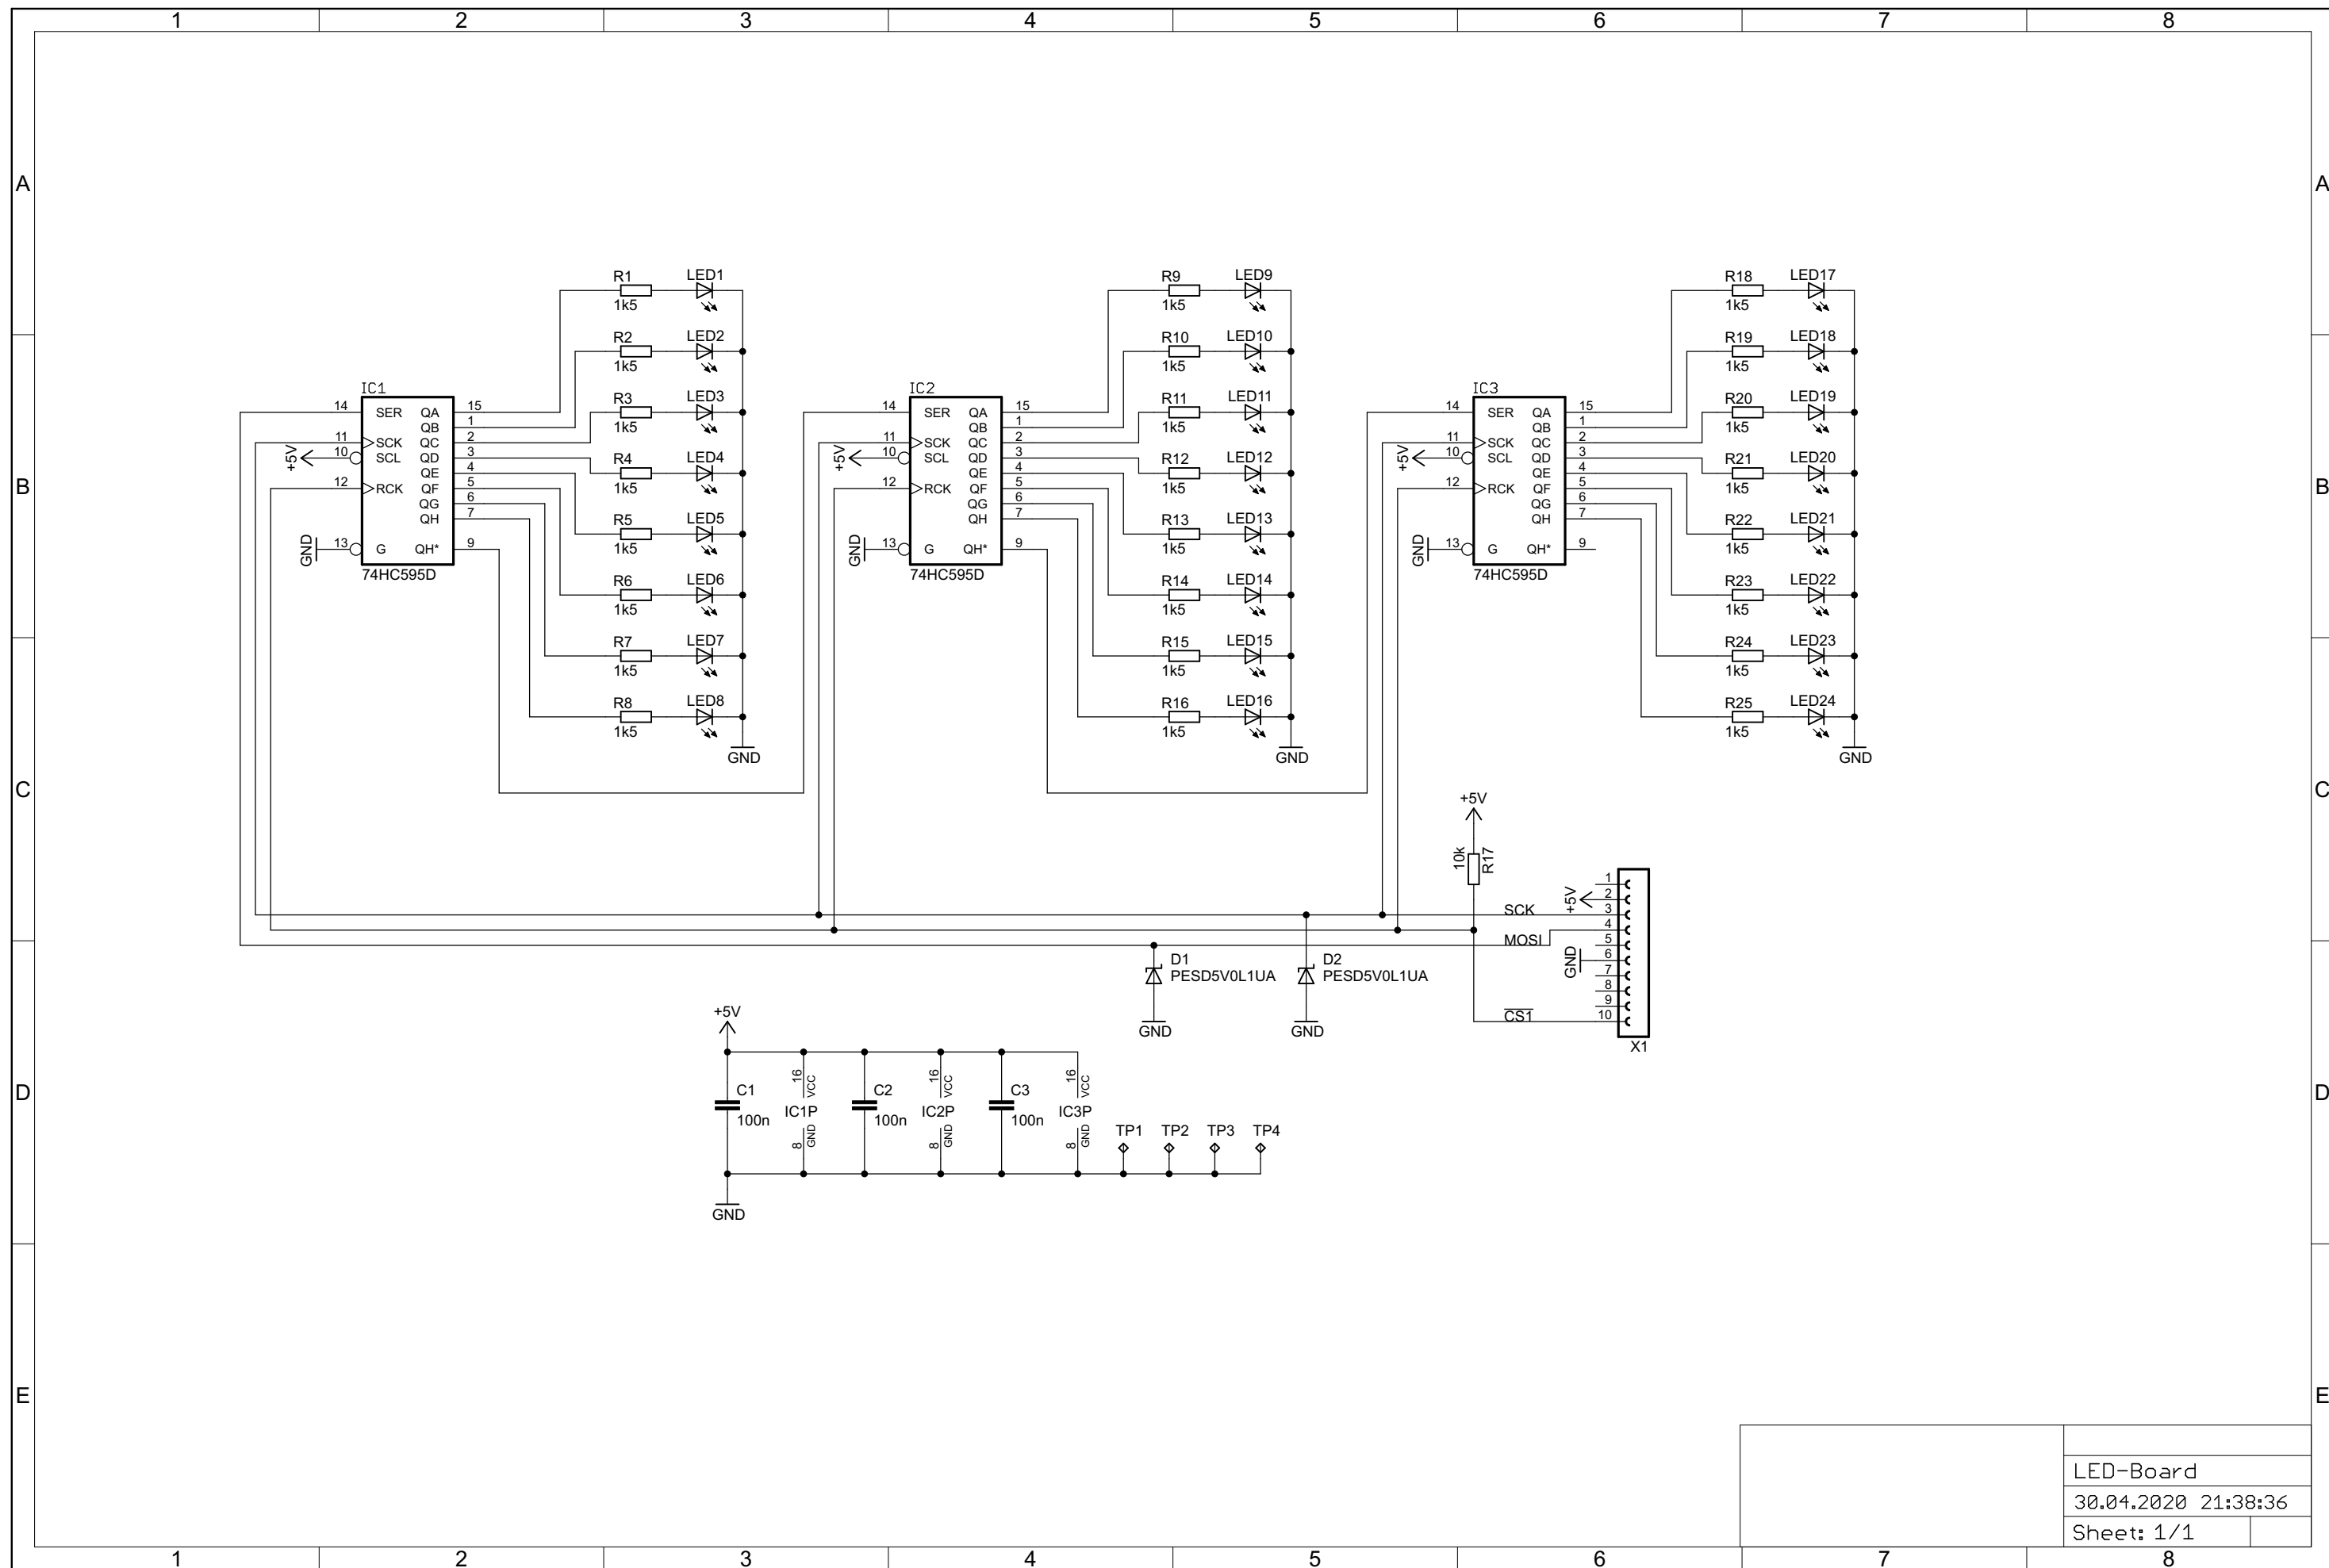 1 2 3 4 5 6 7 8
A A
R1 LED1 R9 LED9 R18 LED17
1k5 1k5 1k5
R2 LED2 R10 LED10 R19 LED18
1k5 1k5 1k5
IC1 IC2 IC3
R3 LED3 R11 LED11 R20 LED19
14 SER QA 15 14 SER QA 15 14 SER QA 15
1k5 1k5 1k5
QB 1 QB 1 QB 1
11 SCK QC 2 11 SCK QC 2 11 SCK QC 2
+5V 10 SCL QD 3 +5V 10 SCL QD 3 +5V 10 SCL QD 3
R4 LED4 R12 LED12 R21 LED20
QE 4 QE 4 QE 4
1k5 1k5 1k5
B 12 RCK QF 5 12 RCK QF 5 12 RCK QF 5 B
QG 6 QG 6 QG 6
QH 7 QH 7 QH 7
R5 LED5 R13 LED13 R22 LED21
1k5 1k5 1k5
GND 13 G QH* 9 GND 13 G QH* 9 GND 13 G QH* 9
74HC595D 74HC595D 74HC595D
R6 LED6 R14 LED14 R23 LED22
1k5 1k5 1k5
R7 LED7 R15 LED15 R24 LED23
1k5 1k5 1k5
R8 LED8 R16 LED16 R25 LED24
1k5 1k5 1k5
GND GND GND
C C
+5V
10k R17
1
+5V 2
SCK 3
4
MOSI 5
GND 6
7
8
9
CS1 10
X1
D1 D2
PESD5V0L1UA PESD5V0L1UA
GND GND
+5V
D D
16 VCC 16 VCC 16 VCC
C1 C2 C3
IC1P IC2P IC3P
100n 100n 100n
8 GND 8 GND 8 GND
TP1 TP2 TP3 TP4
GND
E E
LED-Board
30.04.2020 21:38:36
Sheet: 1/1
1 2 3 4 5 6 7 8